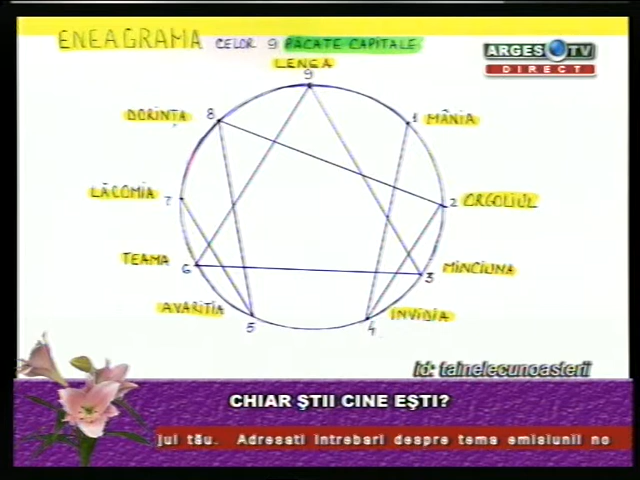 ENEAGRAMA CELOR 9 PĂCATE CAPITALE
ARGES TV
DIRECT
LENEA
9
DORINȚA 8
1 MÂNIA
LĂCOMIA 7
2 ORGOLIUL
TEAMA 6
3 MINCIUNA
AVARITIA 5
4 INVIDIA
id: tainelecunoasterii
CHIAR ŞTII CINE EŞTI?
jul tău. Adresati intrebari despre tema emisiunii no